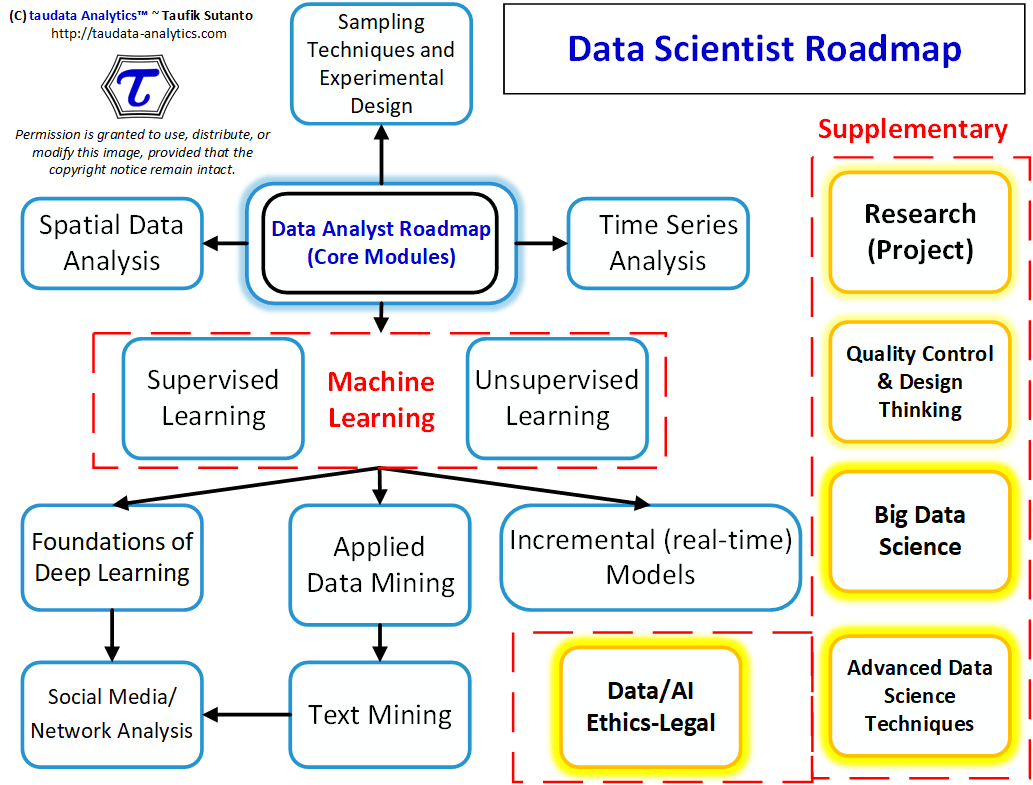 (C) taudata Analytics™ ~ Taufik Sutanto
http://taudata-analytics.com
τ
Permission is granted to use, distribute, or
modify this image, provided that the
copyright notice remain intact.
Sampling
Techniques and
Experimental
Design
Data Scientist Roadmap
Supplementary
Spatial Data
Analysis
Data Analyst Roadmap
(Core Modules)
Time Series
Analysis
Research
(Project)
Supervised
Learning
Machine
Learning
Unsupervised
Learning
Quality Control
& Design
Thinking
Foundations of
Deep Learning
Applied
Data Mining
Incremental (real-time)
Models
Big Data
Science
Social Media/
Network Analysis
Text Mining
Data/AI
Ethics-Legal
Advanced Data
Science
Techniques